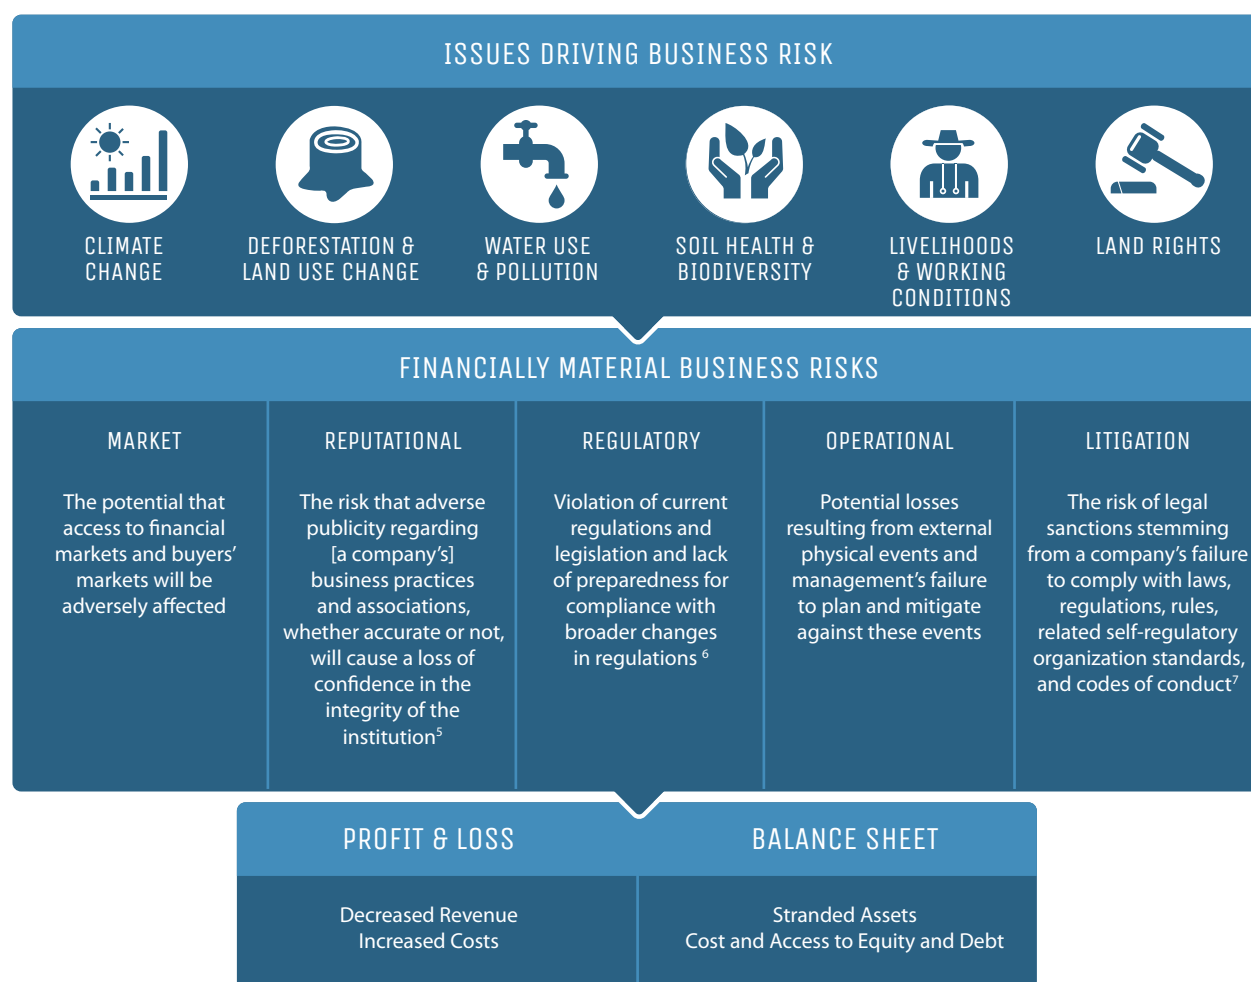 ISSUES DRIVING BUSINESS RISK
CLIMATE
CHANGE
DEFORESTATION &
LAND USE CHANGE
WATER USE
& POLLUTION
SOIL HEALTH &
BIODIVERSITY
LIVELIHOODS
& WORKING
CONDITIONS
LAND RIGHTS
FINANCIALLY MATERIAL BUSINESS RISKS
MARKET
The potential that
access to financial
markets and buyers’
markets will be
adversely affected
REPUTATIONAL
The risk that adverse
publicity regarding
[a company’s]
business practices
and associations,
whether accurate or not,
will cause a loss of
confidence in the
integrity of the
institution5
REGULATORY
Violation of current
regulations and
legislation and lack
of preparedness for
compliance with
broader changes
in regulations 6
OPERATIONAL
Potential losses
resulting from external
physical events and
management’s failure
to plan and mitigate
against these events
LITIGATION
The risk of legal
sanctions stemming
from a company’s failure
to comply with laws,
regulations, rules,
related self-regulatory
organization standards,
and codes of conduct7
PROFIT & LOSS
Decreased Revenue
Increased Costs
BALANCE SHEET
Stranded Assets
Cost and Access to Equity and Debt